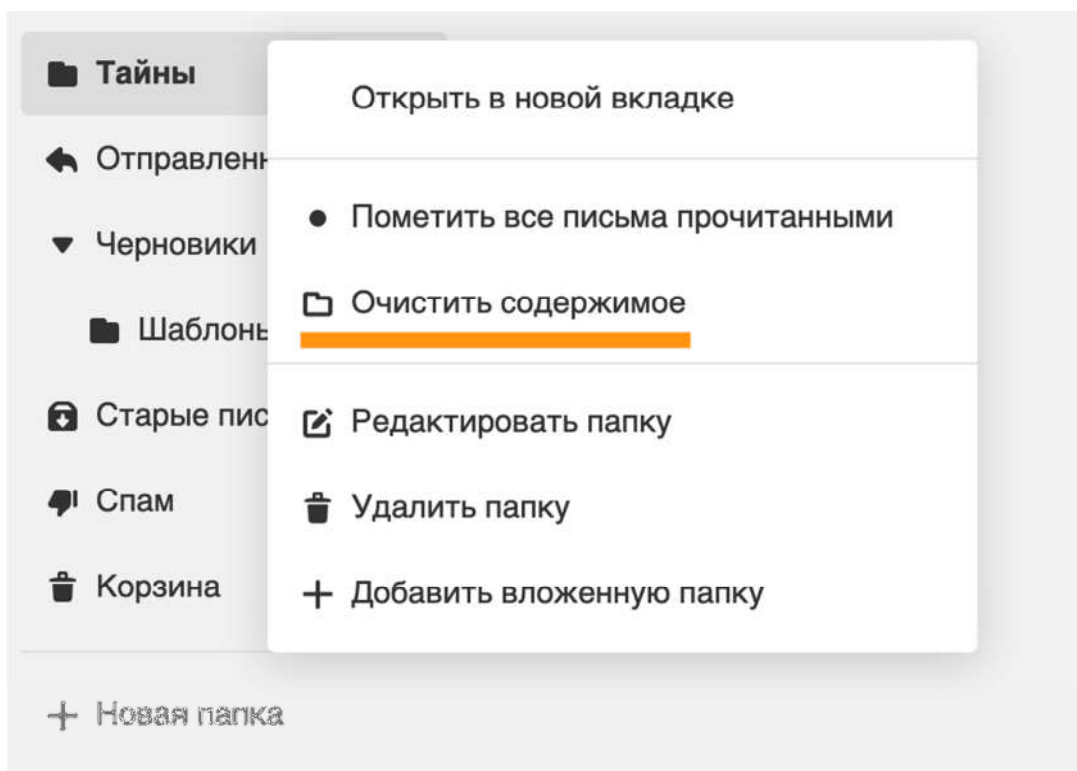 Тайны
Открыть в новой вкладке
Отправленн
Пометить все письма прочитанными
Черновики
Очистить содержимое
Шаблоны
Старые пис
Редактировать папку
Спам
Удалить папку
Корзина
Добавить вложенную папку
Новая папка